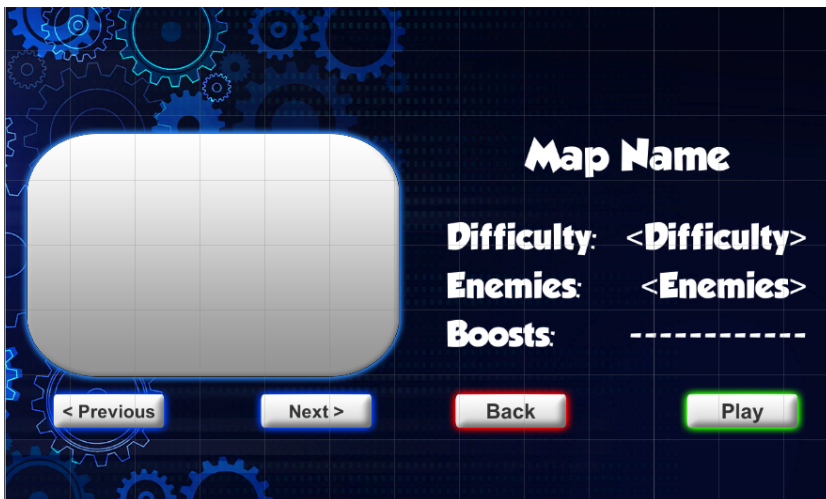 Map Name
Difficulty: <Difficulty>
Enemies: <Enemies>
Boosts: ------------
< Previous
Next >
Back
Play